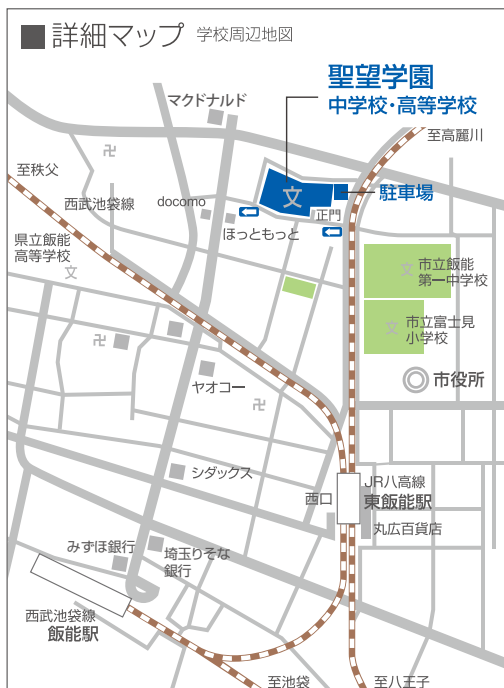 詳細マップ 学校周辺地図
聖望学園
中学校・高等学校
マクドナルド
至高麗川
卍
至秩父
文
駐車場
西武池袋線
docomo
正門
ほっともっと
県立飯能
高等学校
文
文
市立飯能
第一中学校
文
市立富士見
小学校
卍
ヤオコー
市役所
卍
シダックス
JR八高線
東飯能駅
西口
丸広百貨店
みずほ銀行
埼玉りそな
銀行
西武池袋線
飯能駅
至池袋
至八王子